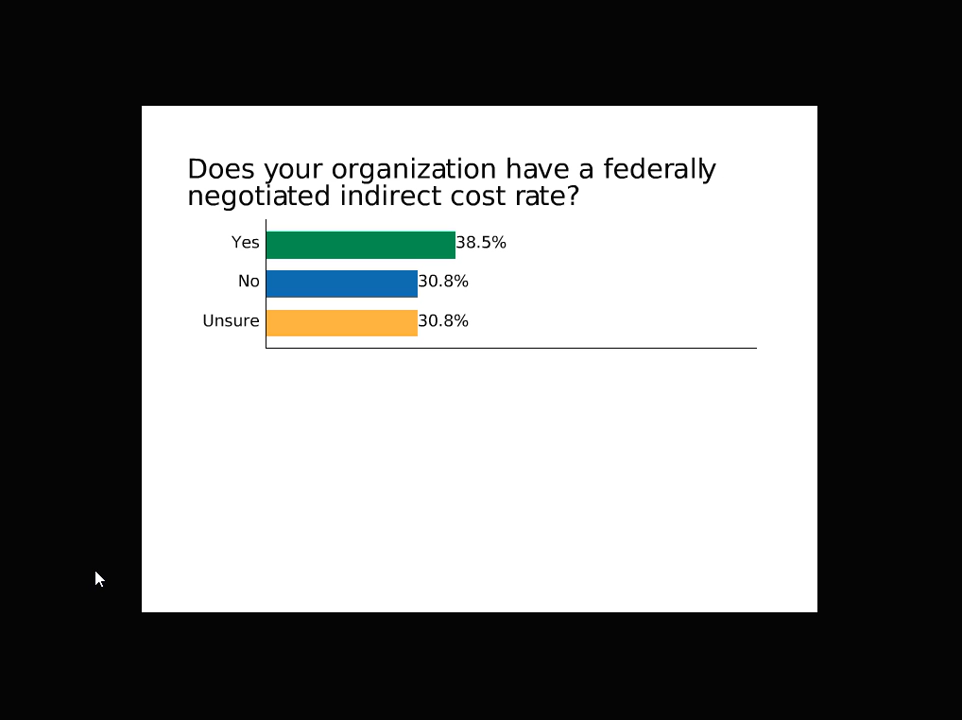 Does your organization have a federally
negotiated indirect cost rate?
Yes 38.5%
No 30.8%
Unsure 30.8%